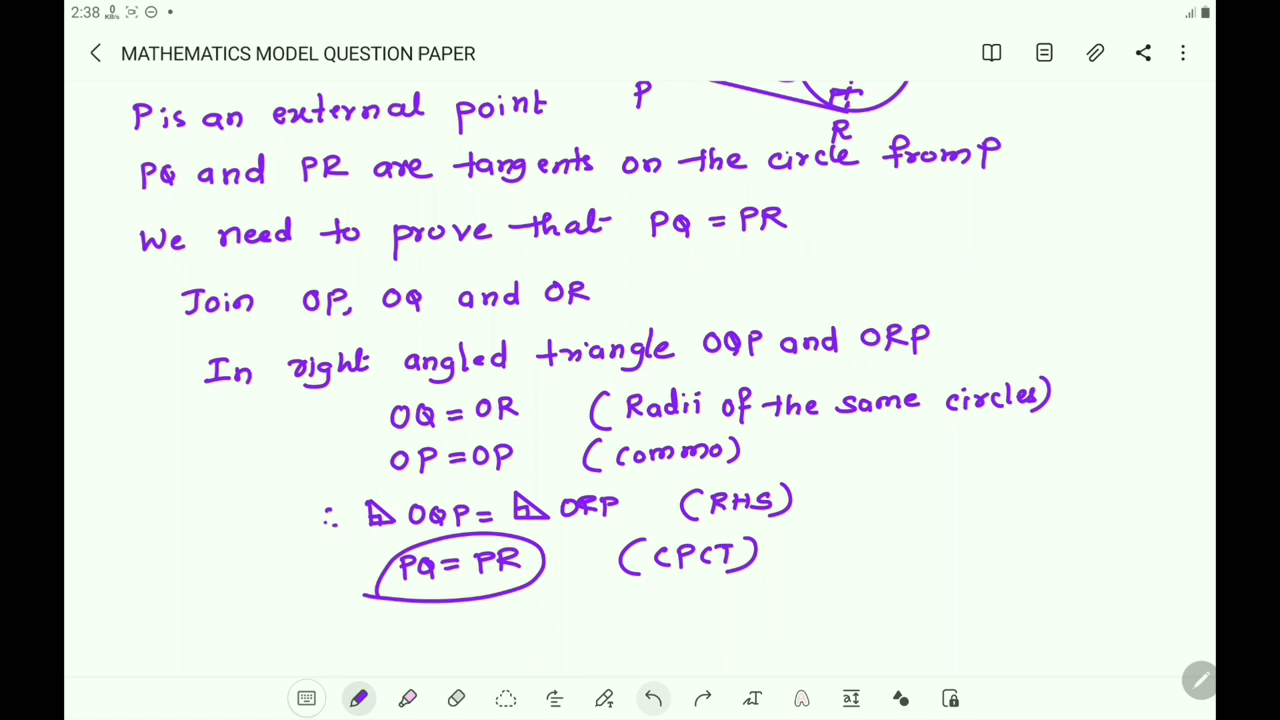 2:38 0 KB/s
MATHEMATICS MODEL QUESTION PAPER
P
R
P is an external point
PQ and PR are tangents on the circle from P
We need to prove that PQ = PR
Join OP, OQ and OR
In right angled triangle OQP and ORP
OQ = OR (Radii of the same circles)
OP = OP (commo)
∴ ⊿ OQP = ⊿ ORP (RHS)
PQ = PR (CPCT)